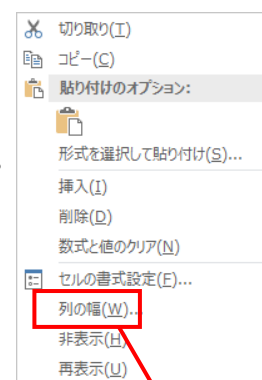 切り取り(T)
コピー(C)
貼り付けのオプション:
形式を選択して貼り付け(S)...
挿入(I)
削除(D)
数式と値のクリア(N)
セルの書式設定(F)...
列の幅(W)...
非表示(H)
再表示(U)